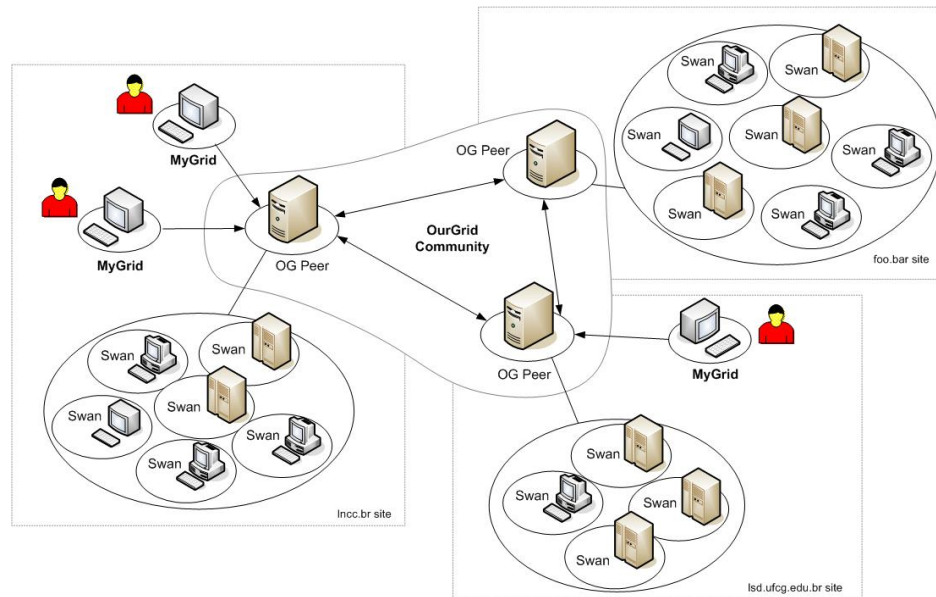 MyGrid
MyGrid
OG Peer
OG Peer
OurGrid
Community
OG Peer
MyGrid
Swan
Swan
Swan
Swan
Swan
Swan
Swan
foo.bar site
Swan
Swan
Swan
Swan
Swan
Swan
lncc.br site
Swan
Swan
Swan
Swan
lsd.ufcg.edu.br site